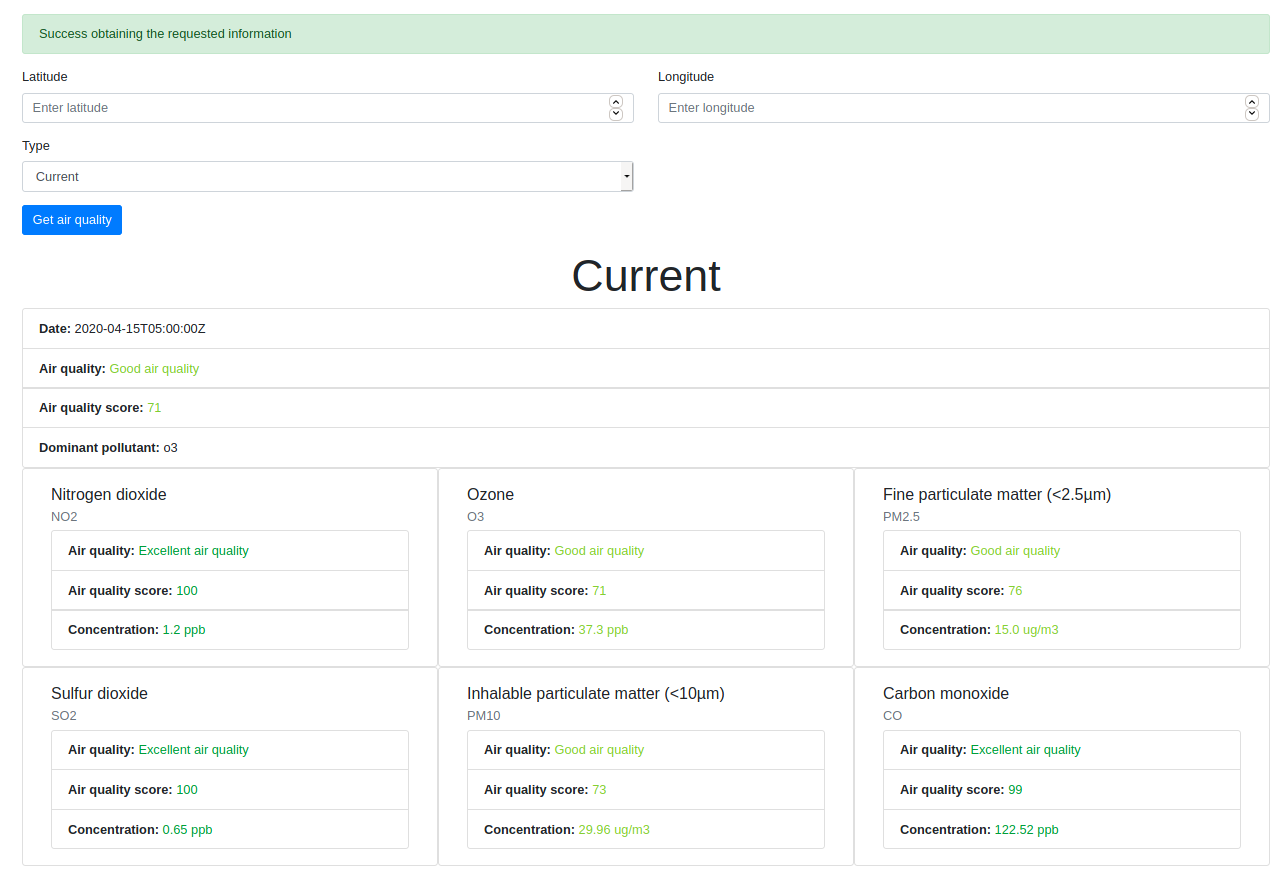 Success obtaining the requested information
Latitude
Longitude
Enter latitude
Enter longitude
Type
Current
Get air quality
Current
Date: 2020-04-15T05:00:00Z
Air quality: Good air quality
Air quality score: 71
Dominant pollutant: o3
Nitrogen dioxide
NO2
Air quality: Excellent air quality
Air quality score: 100
Concentration: 1.2 ppb
Ozone
O3
Air quality: Good air quality
Air quality score: 71
Concentration: 37.3 ppb
Fine particulate matter (<2.5µm)
PM2.5
Air quality: Good air quality
Air quality score: 76
Concentration: 15.0 ug/m3
Sulfur dioxide
SO2
Air quality: Excellent air quality
Air quality score: 100
Concentration: 0.65 ppb
Inhalable particulate matter (<10µm)
PM10
Air quality: Good air quality
Air quality score: 73
Concentration: 29.96 ug/m3
Carbon monoxide
CO
Air quality: Excellent air quality
Air quality score: 99
Concentration: 122.52 ppb